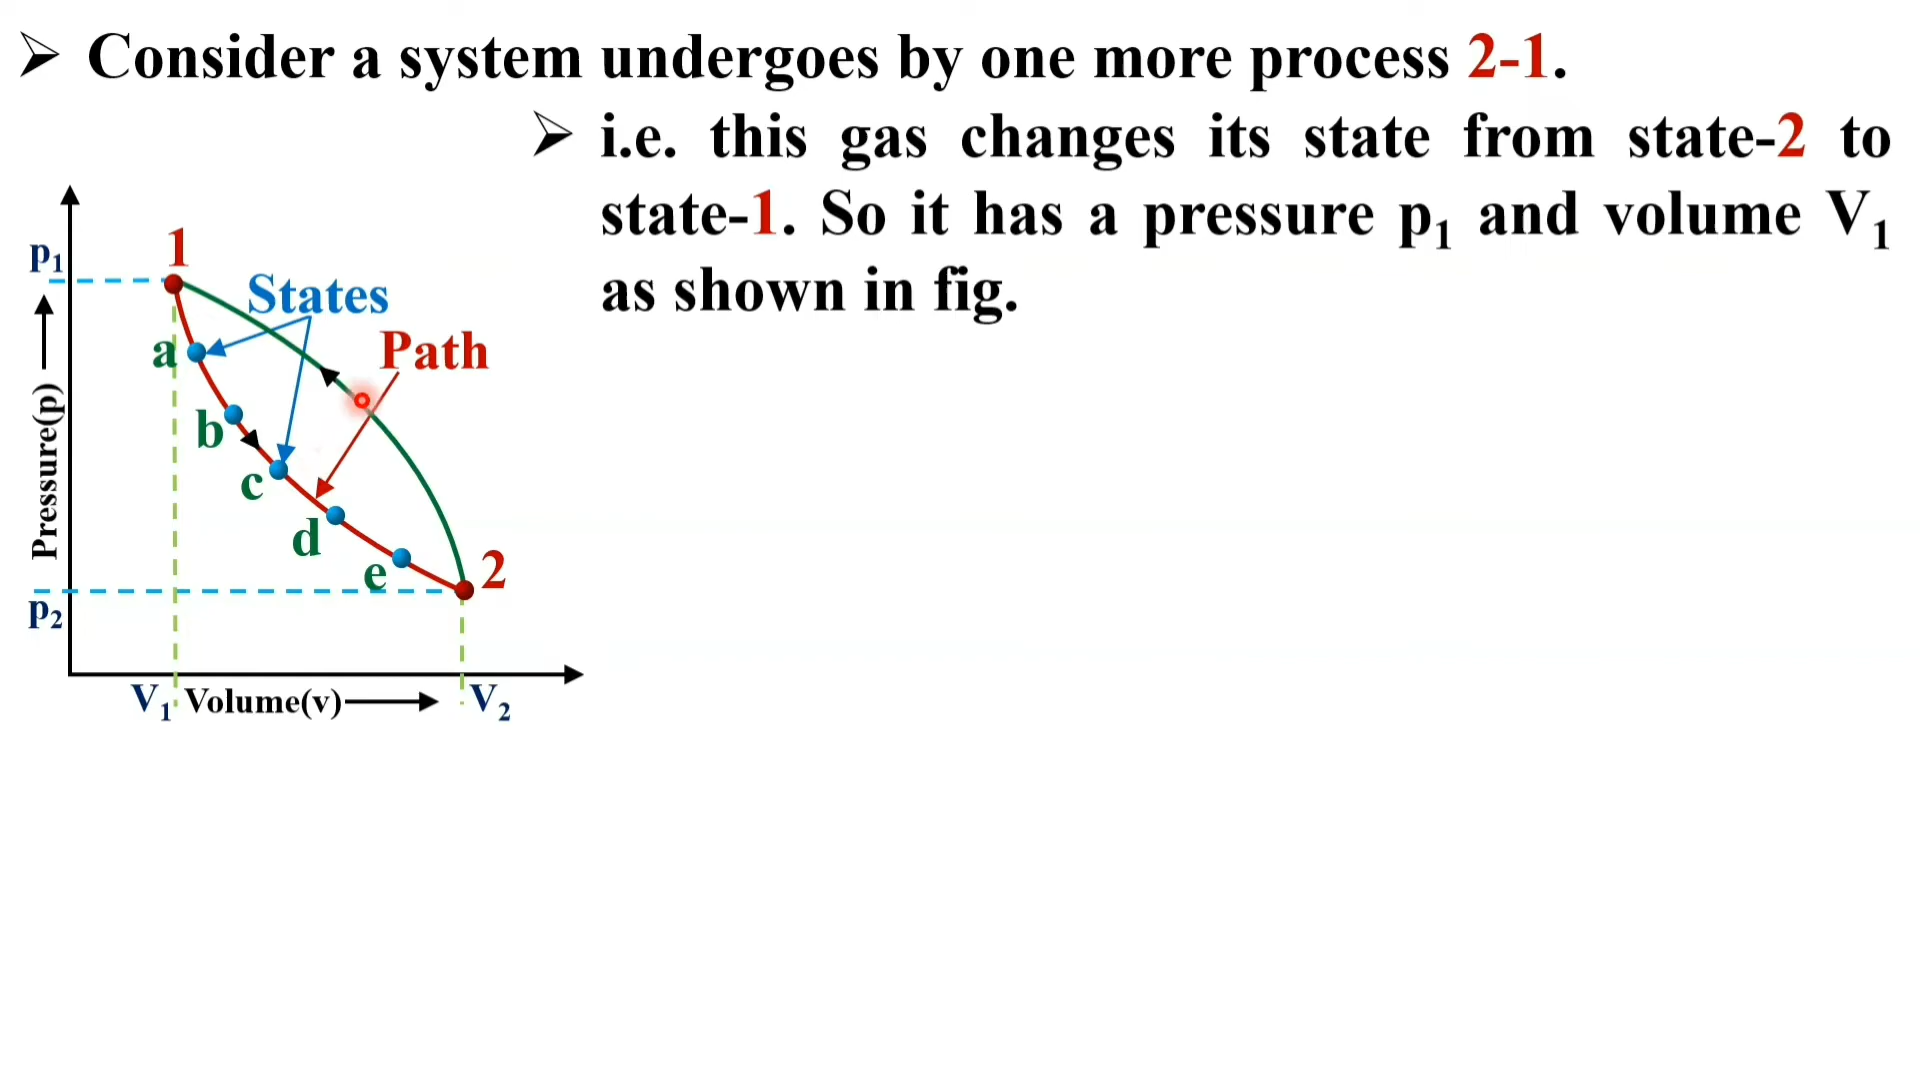 ➢ Consider a system undergoes by one more process 2-1.
➢ i.e. this gas changes its state from state-2 to
state-1. So it has a pressure p₁ and volume V₁
as shown in fig.
1
p₁
States
Path
a
b
c
d
e
2
Pressure(p)
p₂
V₁
Volume(v)
V₂